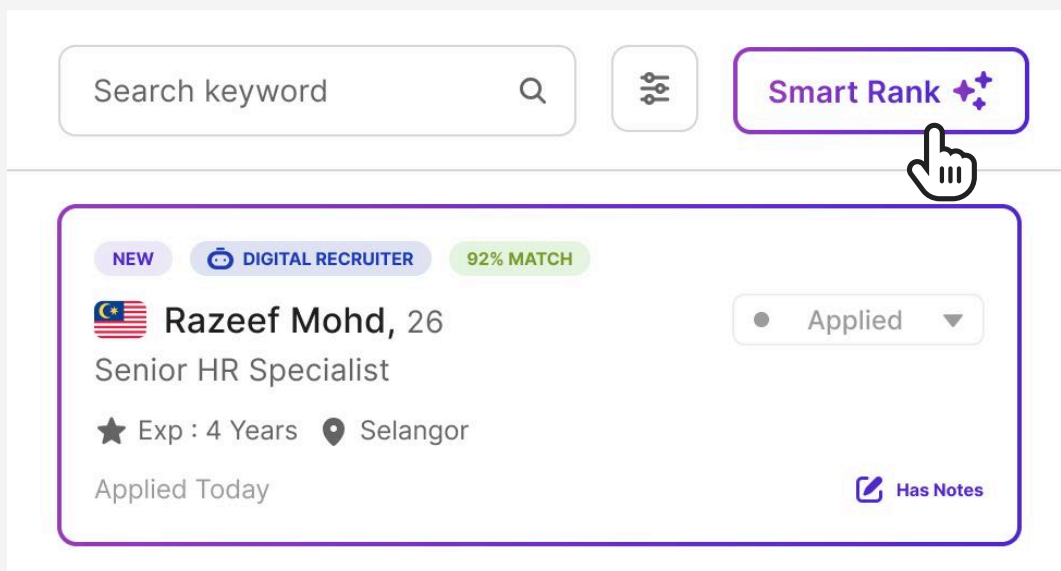 Search keyword
Smart Rank
NEW
DIGITAL RECRUITER
92% MATCH
Razeef Mohd, 26
Applied
Senior HR Specialist
Exp : 4 Years
Selangor
Applied Today
Has Notes